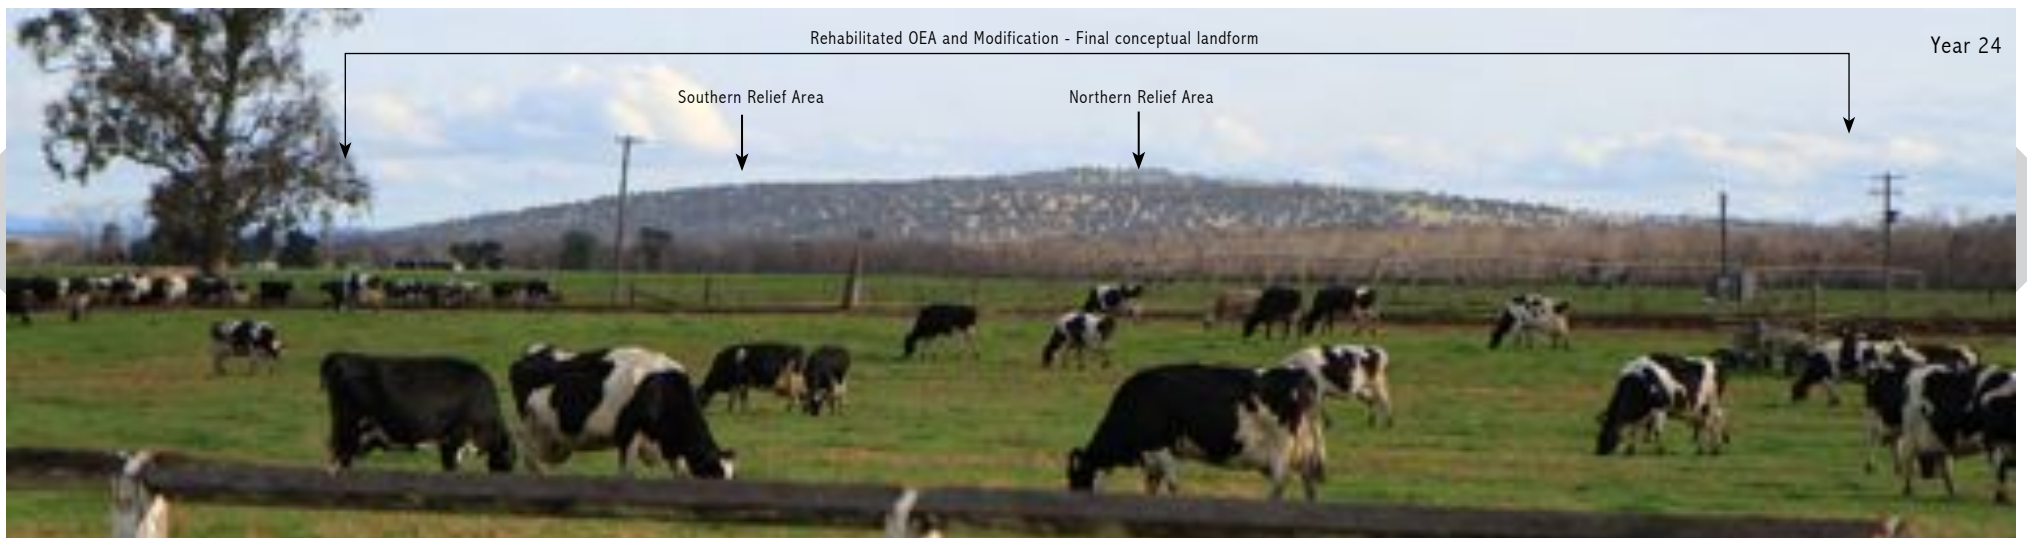 Rehabilitated OEA and Modification - Final conceptual landform
Year 24
Southern Relief Area
Northern Relief Area